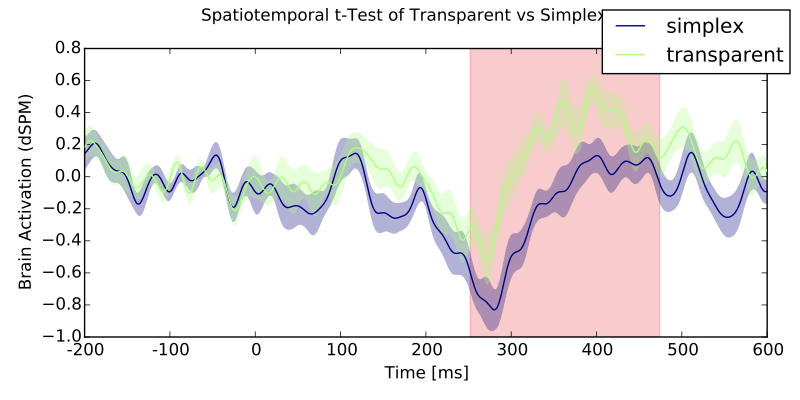 Spatiotemporal t-Test of Transparent vs Simplex
simplex
transparent
Brain Activation (dSPM)
0.8
0.6
0.4
0.2
0.0
−0.2
−0.4
−0.6
−0.8
−1.0
-200 -100 0 100 200 300 400 500 600
Time [ms]